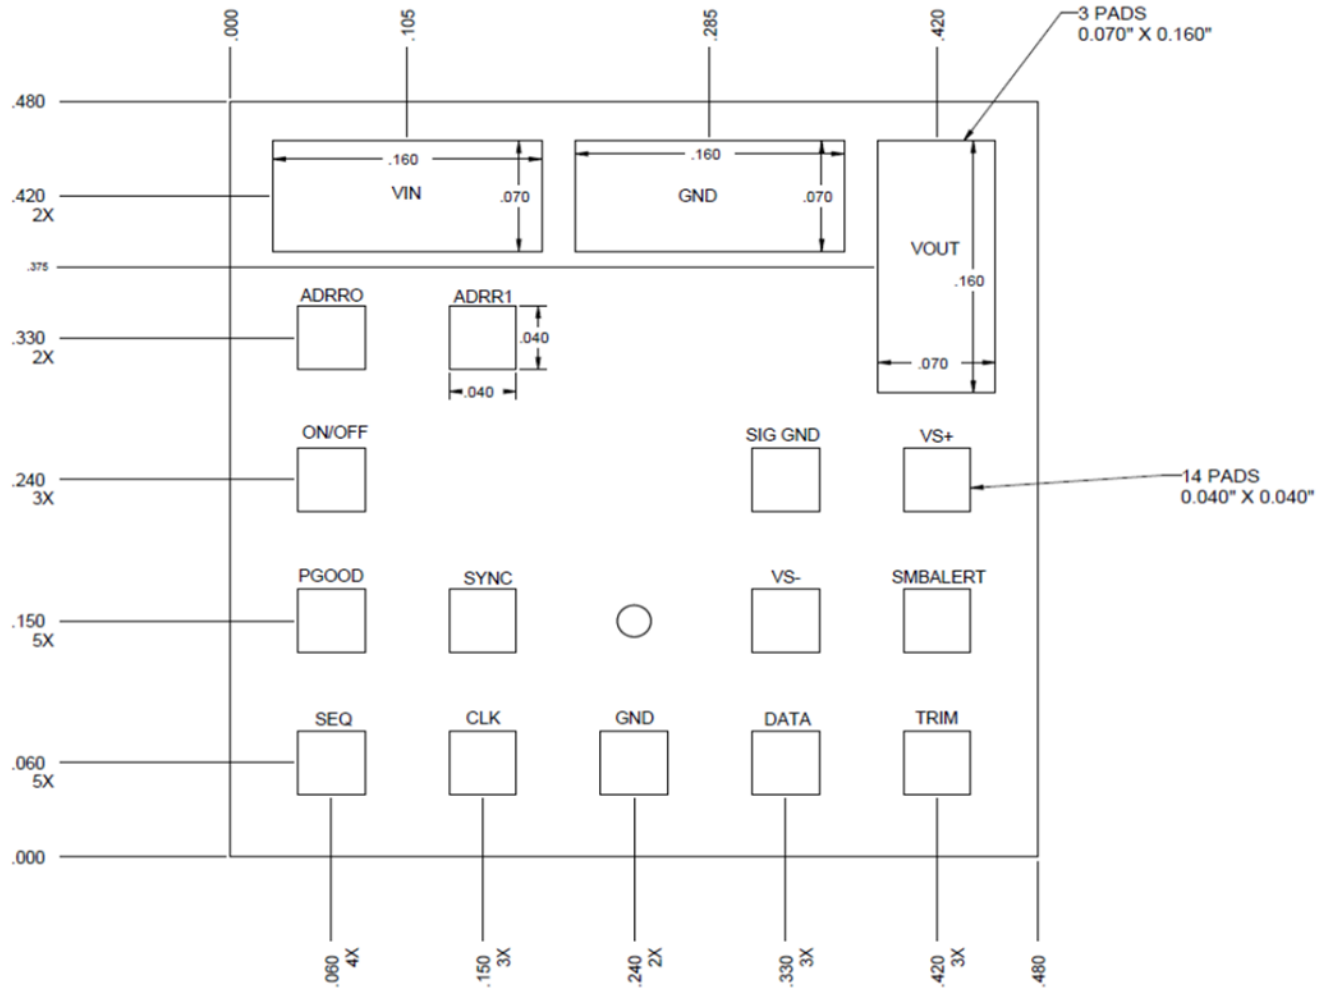 .000
.105
.285
.420
3 PADS
0.070" X 0.160"
.480
.160
.160
VIN
.070
GND
.070
.420
2X
VOUT
.375
.160
ADRRO
ADRR1
.330
2X
.040
.070
.040
ON/OFF
SIG GND
VS+
.240
3X
14 PADS
0.040" X 0.040"
PGOOD
SYNC
VS-
SMBALERT
.150
5X
SEQ
CLK
GND
DATA
TRIM
.060
5X
.000
.060 4X
.150 3X
.240 2X
.330 3X
.420 3X
.480